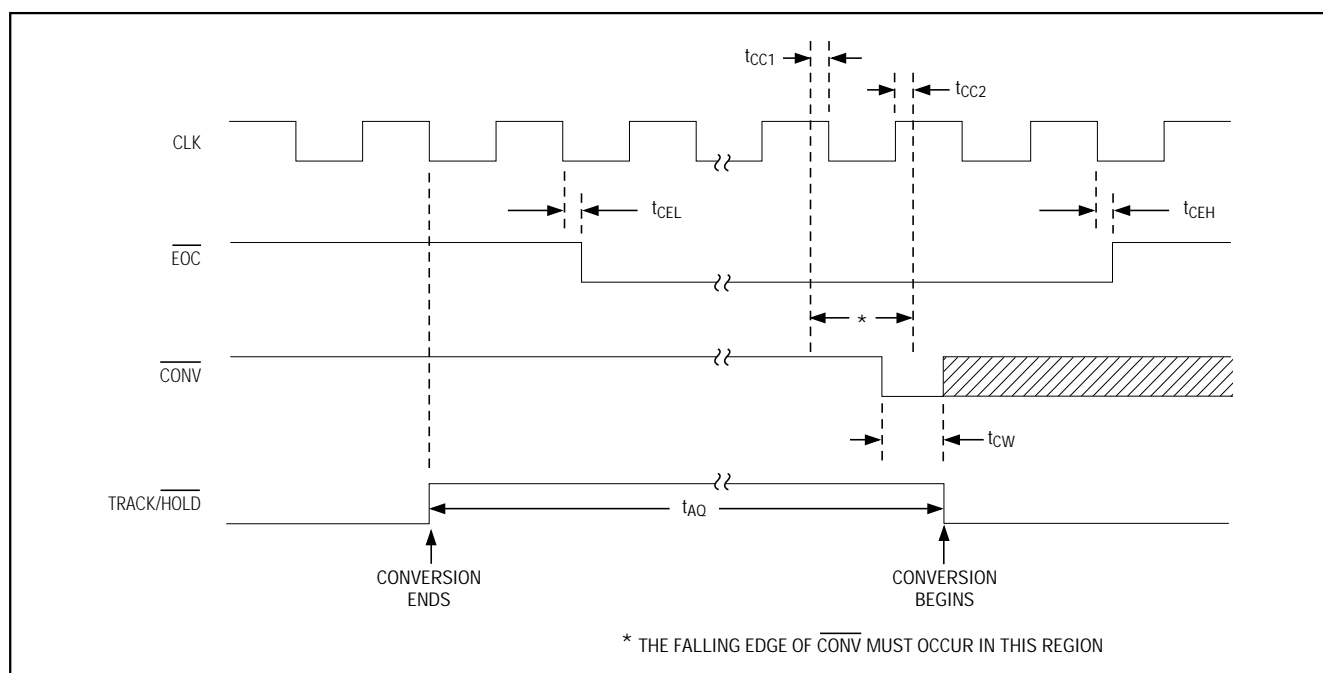 tCC1
tCC2
CLK
tCEL
tCEH
EOC
*
CONV
tCW
TRACK/HOLD
tAQ
CONVERSION
ENDS
CONVERSION
BEGINS
* THE FALLING EDGE OF CONV MUST OCCUR IN THIS REGION